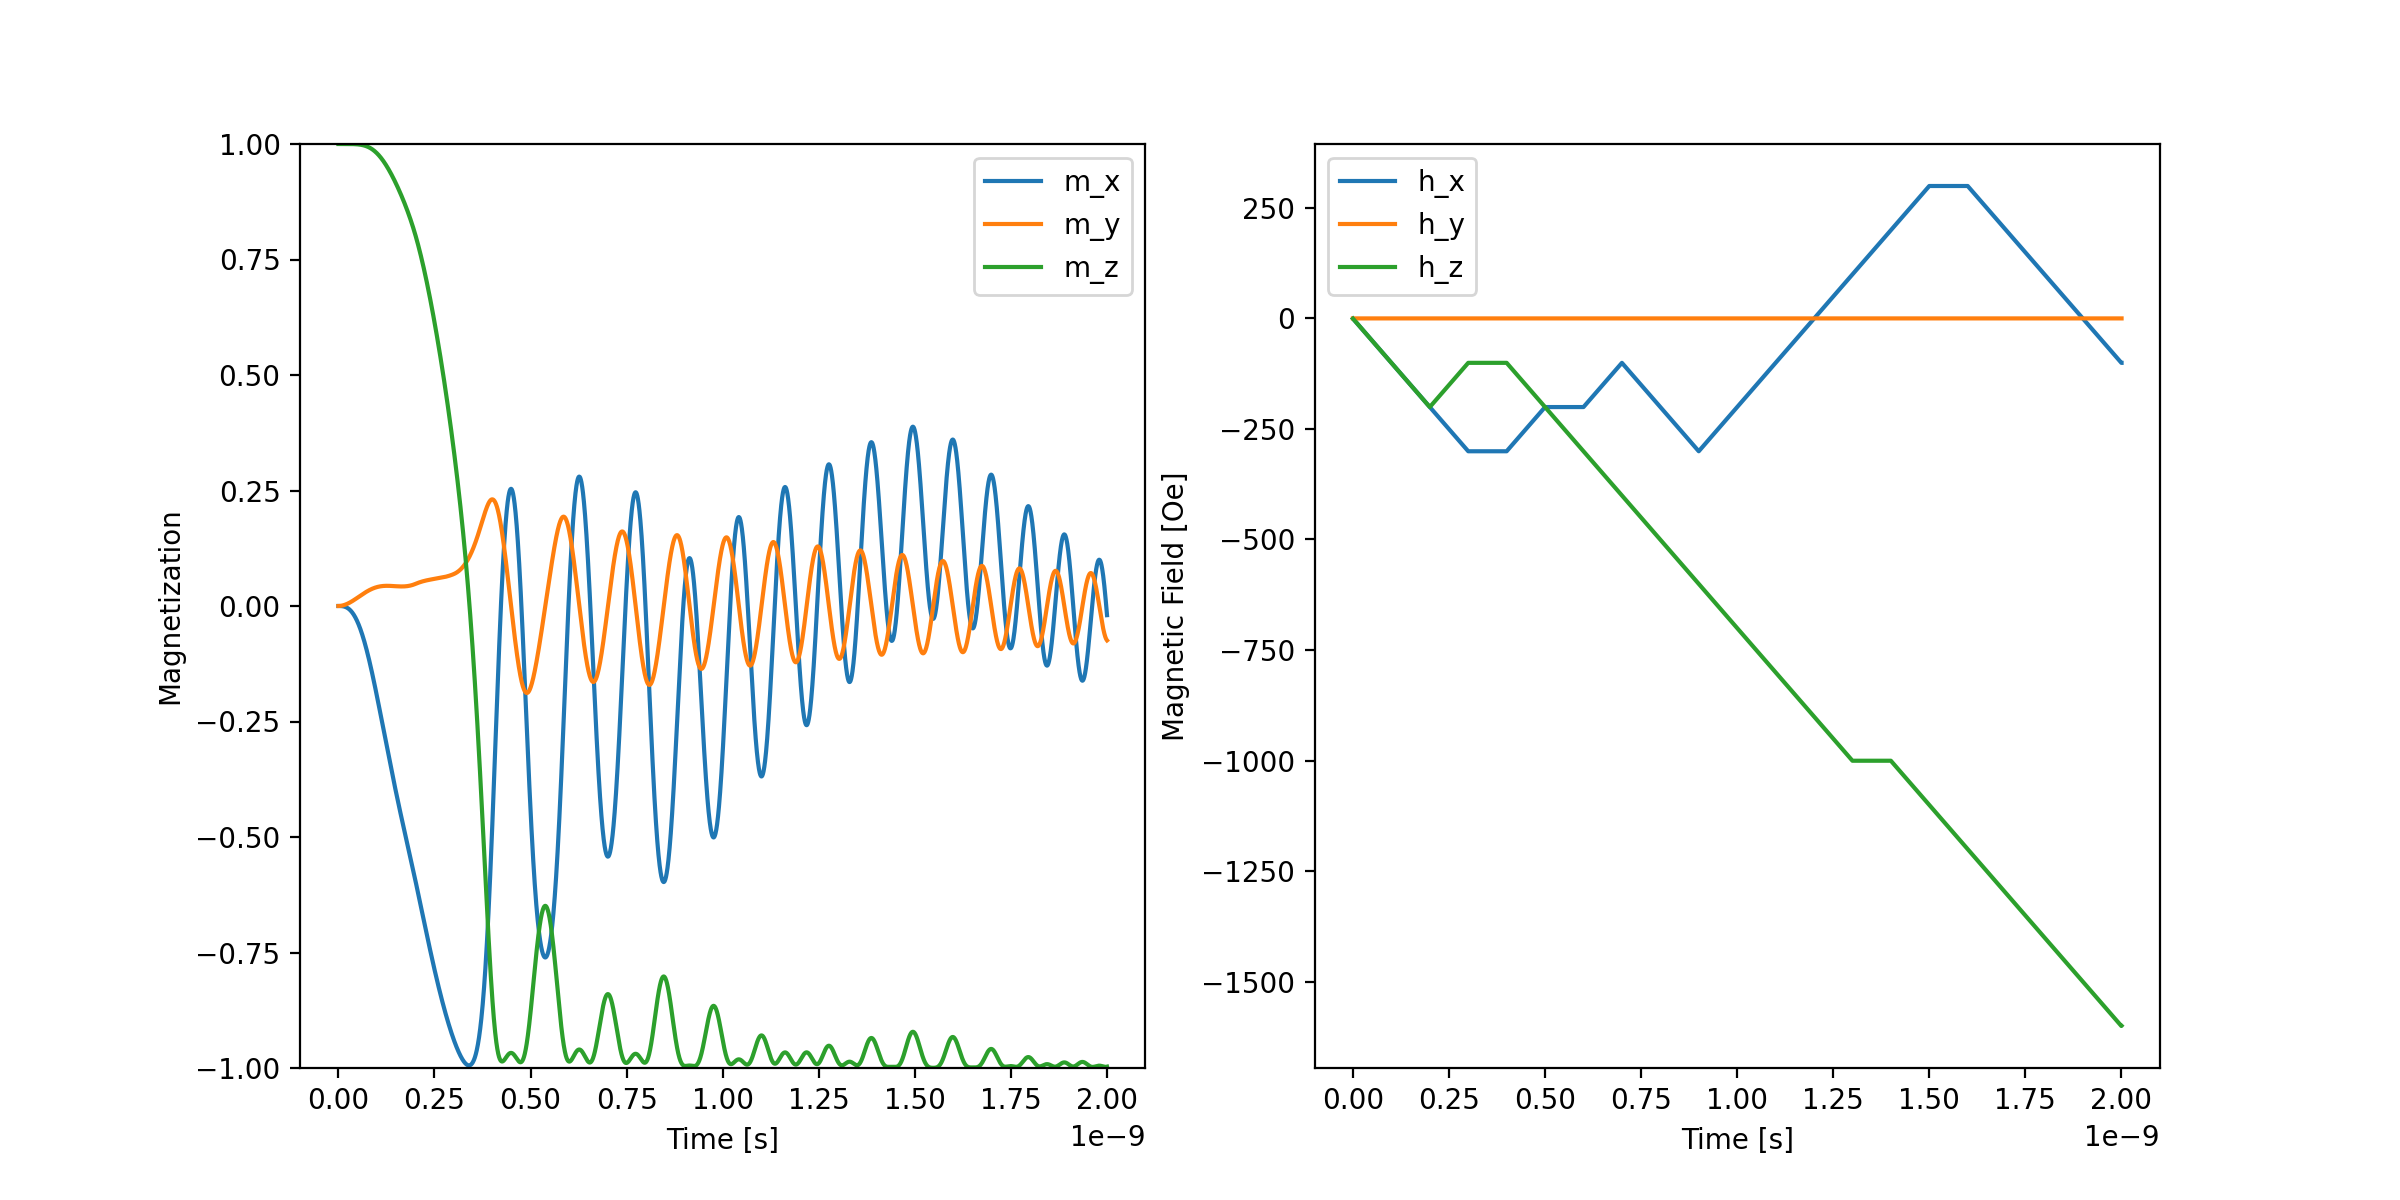 Magnetization
1.00
0.75
0.50
0.25
0.00
−0.25
−0.50
−0.75
−1.00
0.00 0.25 0.50 0.75 1.00 1.25 1.50 1.75 2.00
1e−9
Time [s]
m_x
m_y
m_z
Magnetic Field [Oe]
250
0
−250
−500
−750
−1000
−1250
−1500
0.00 0.25 0.50 0.75 1.00 1.25 1.50 1.75 2.00
1e−9
Time [s]
h_x
h_y
h_z